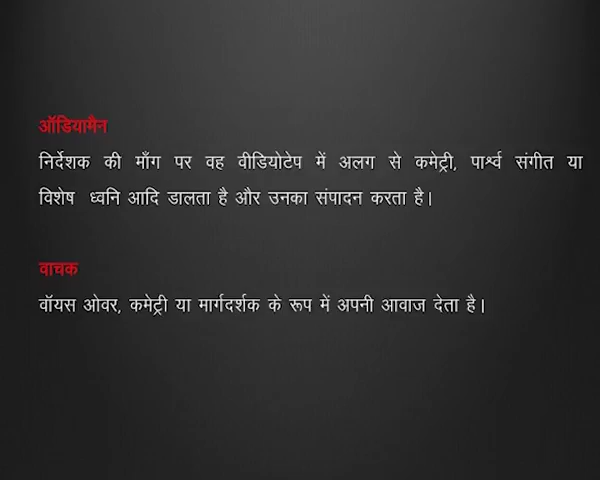 ऑडियामैन
निर्देशक की माँग पर वह वीडियोटेप में अलग से कमेट्री, पार्श्व संगीत या
विशेष ध्वनि आदि डालता है और उनका संपादन करता है।
वाचक
वॉयस ओवर, कमेट्री या मार्गदर्शक के रूप में अपनी आवाज देता है।